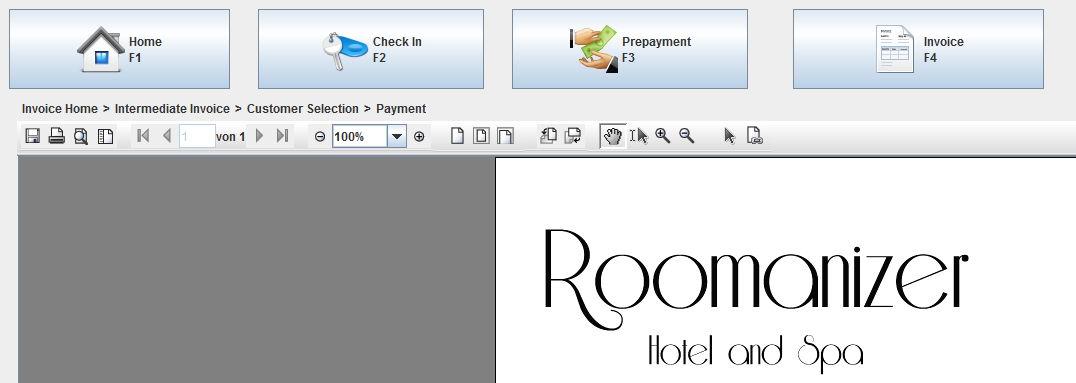 Home
F1
Check In
F2
Prepayment
F3
Invoice
F4
Invoice Home > Intermediate Invoice > Customer Selection > Payment
1 von 1 100%
Roomanizer
Hotel and Spa